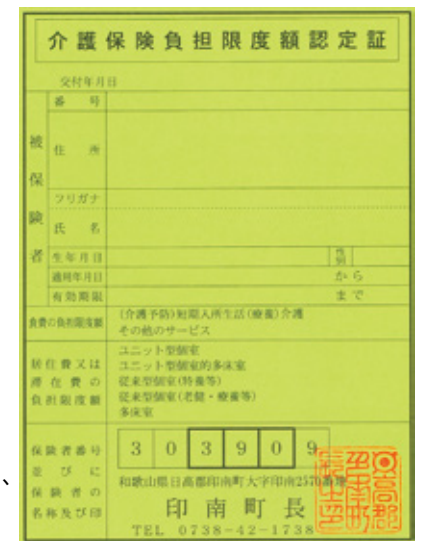 介護保険負担限度額認定証
交付年月日
被保険者
番号
住所
フリガナ
氏名
生年月日
性別
適用年月日
から
有効期限
まで
食費の負担限度額
(介護予防)短期入所生活(療養)介護
その他のサービス
居住費又は
滞在費の
負担限度額
ユニット型個室
ユニット型個室的多床室
従来型個室(特養等)
従来型個室(老健・療養等)
多床室
保険者番号
並びに
保険者の
名称及び印
303909
和歌山県日高郡印南町大字印南2570番地
印南町長
TEL 0738-42-1738
、